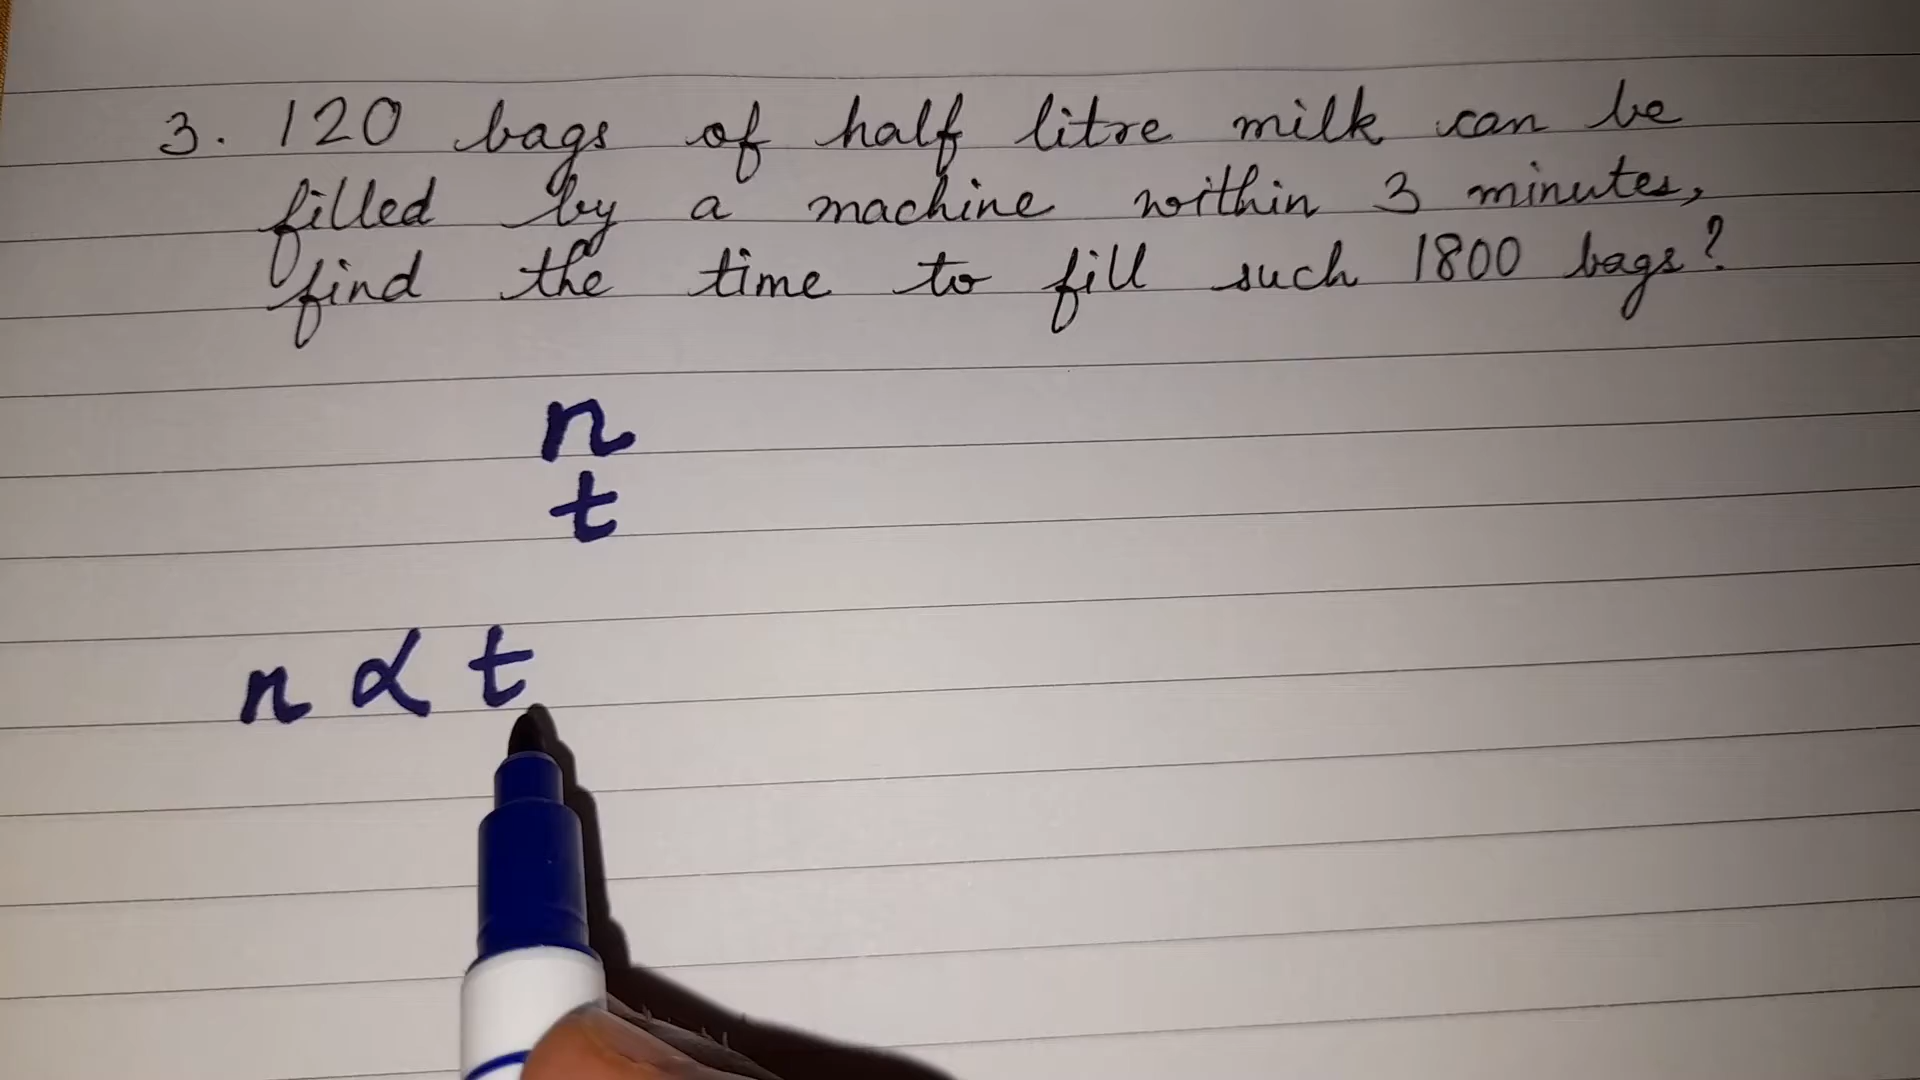 3. 120 bags of half litre milk can be
filled by a machine within 3 minutes,
find the time to fill such 1800 bags?
n
t
n ∝ t